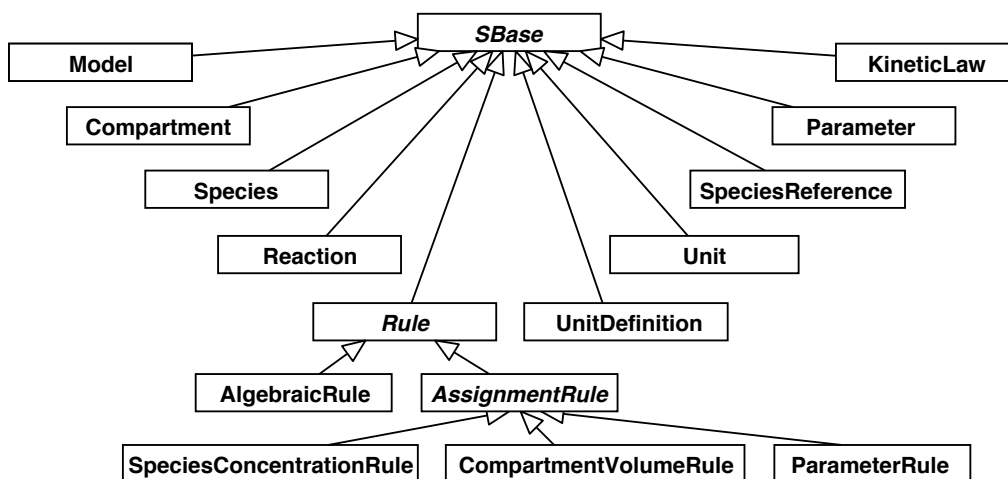 SBase
Model
KineticLaw
Compartment
Parameter
Species
SpeciesReference
Reaction
Unit
Rule
UnitDefinition
AlgebraicRule
AssignmentRule
SpeciesConcentrationRule
CompartmentVolumeRule
ParameterRule